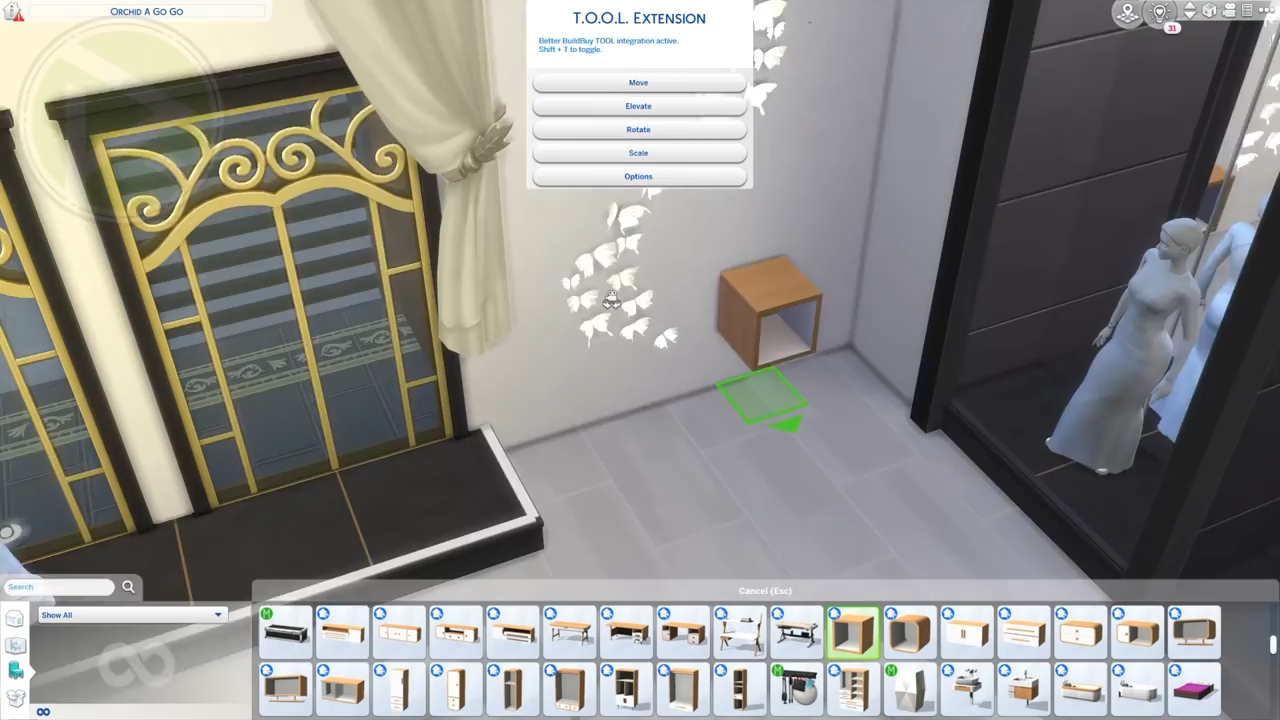 ORCHID A GO GO
T.O.O.L. EXTENSION
Better BuildBuy TOOL integration active.
Shift + T to toggle.
Move
Elevate
Rotate
Scale
Options
31
Search
Cancel (Esc)
Show All
M
M
M